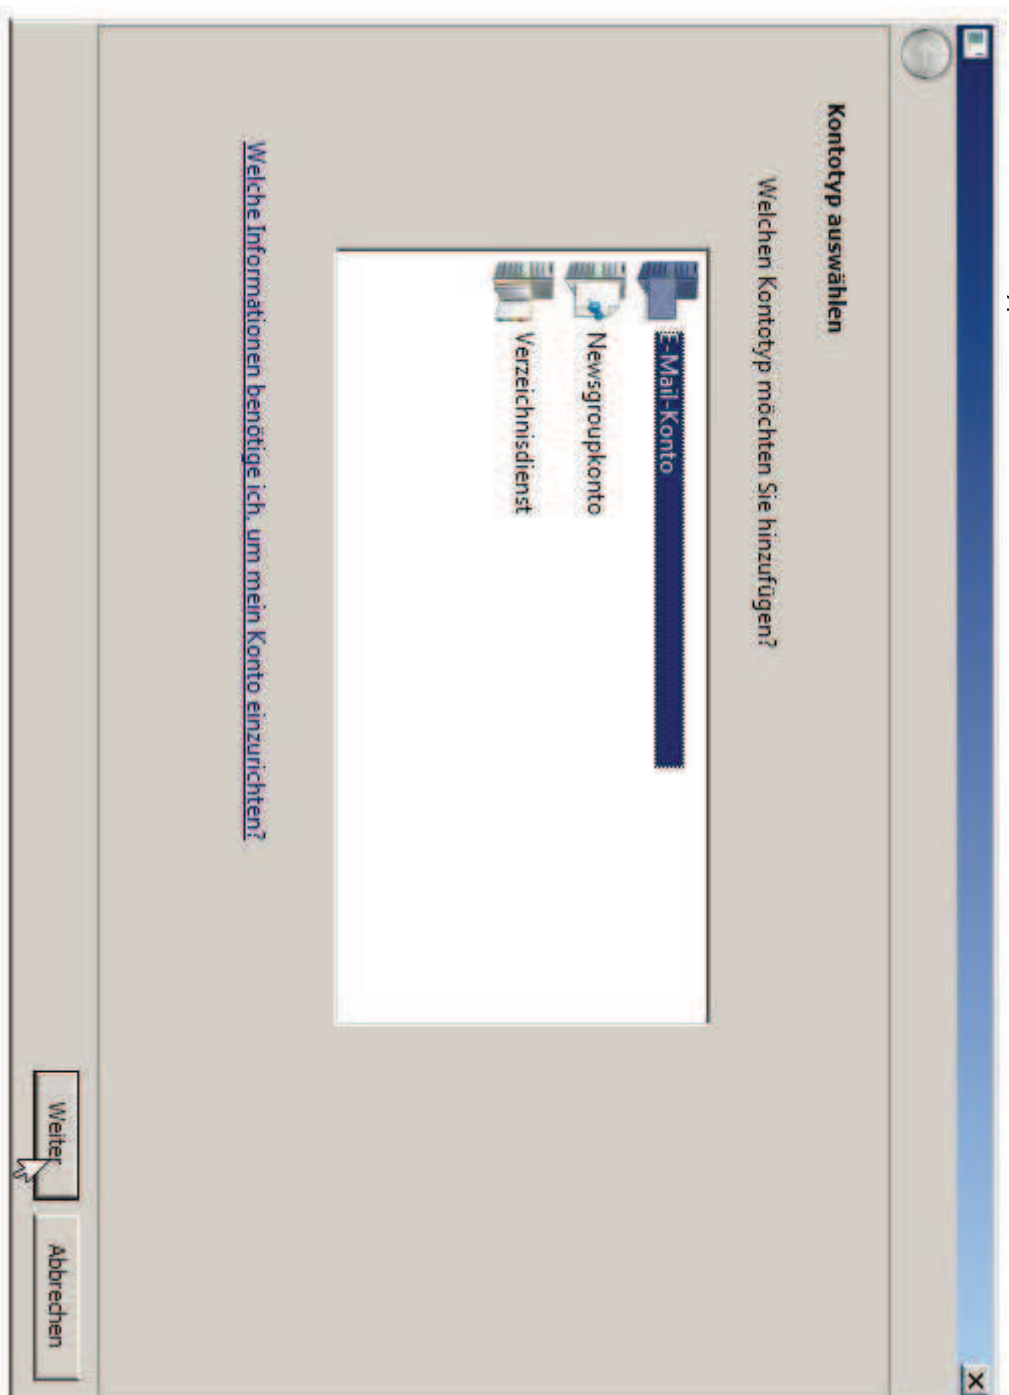 Kontotyp auswählen
Welchen Kontotyp möchten Sie hinzufügen?
E-Mail-Konto
Newsgroupkonto
Verzeichnisdienst
Welche Informationen benötige ich, um mein Konto einzurichten?
Weiter
Abbrechen